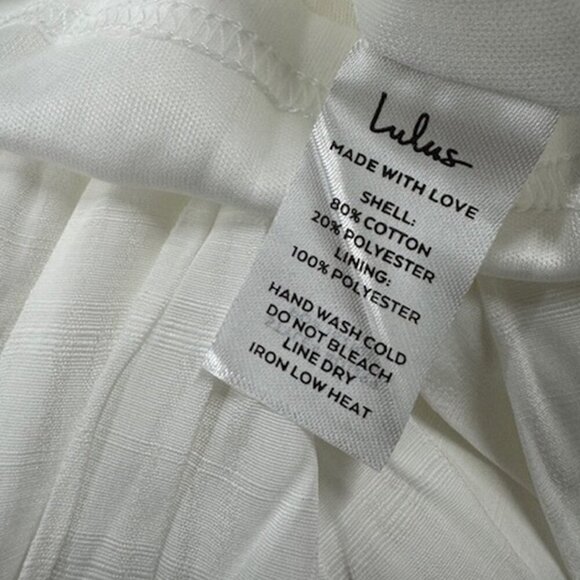 Lulus
MADE WITH LOVE
SHELL:
80% COTTON
20% POLYESTER
LINING:
100% POLYESTER
HAND WASH COLD
DO NOT BLEACH
LINE DRY
IRON LOW HEAT